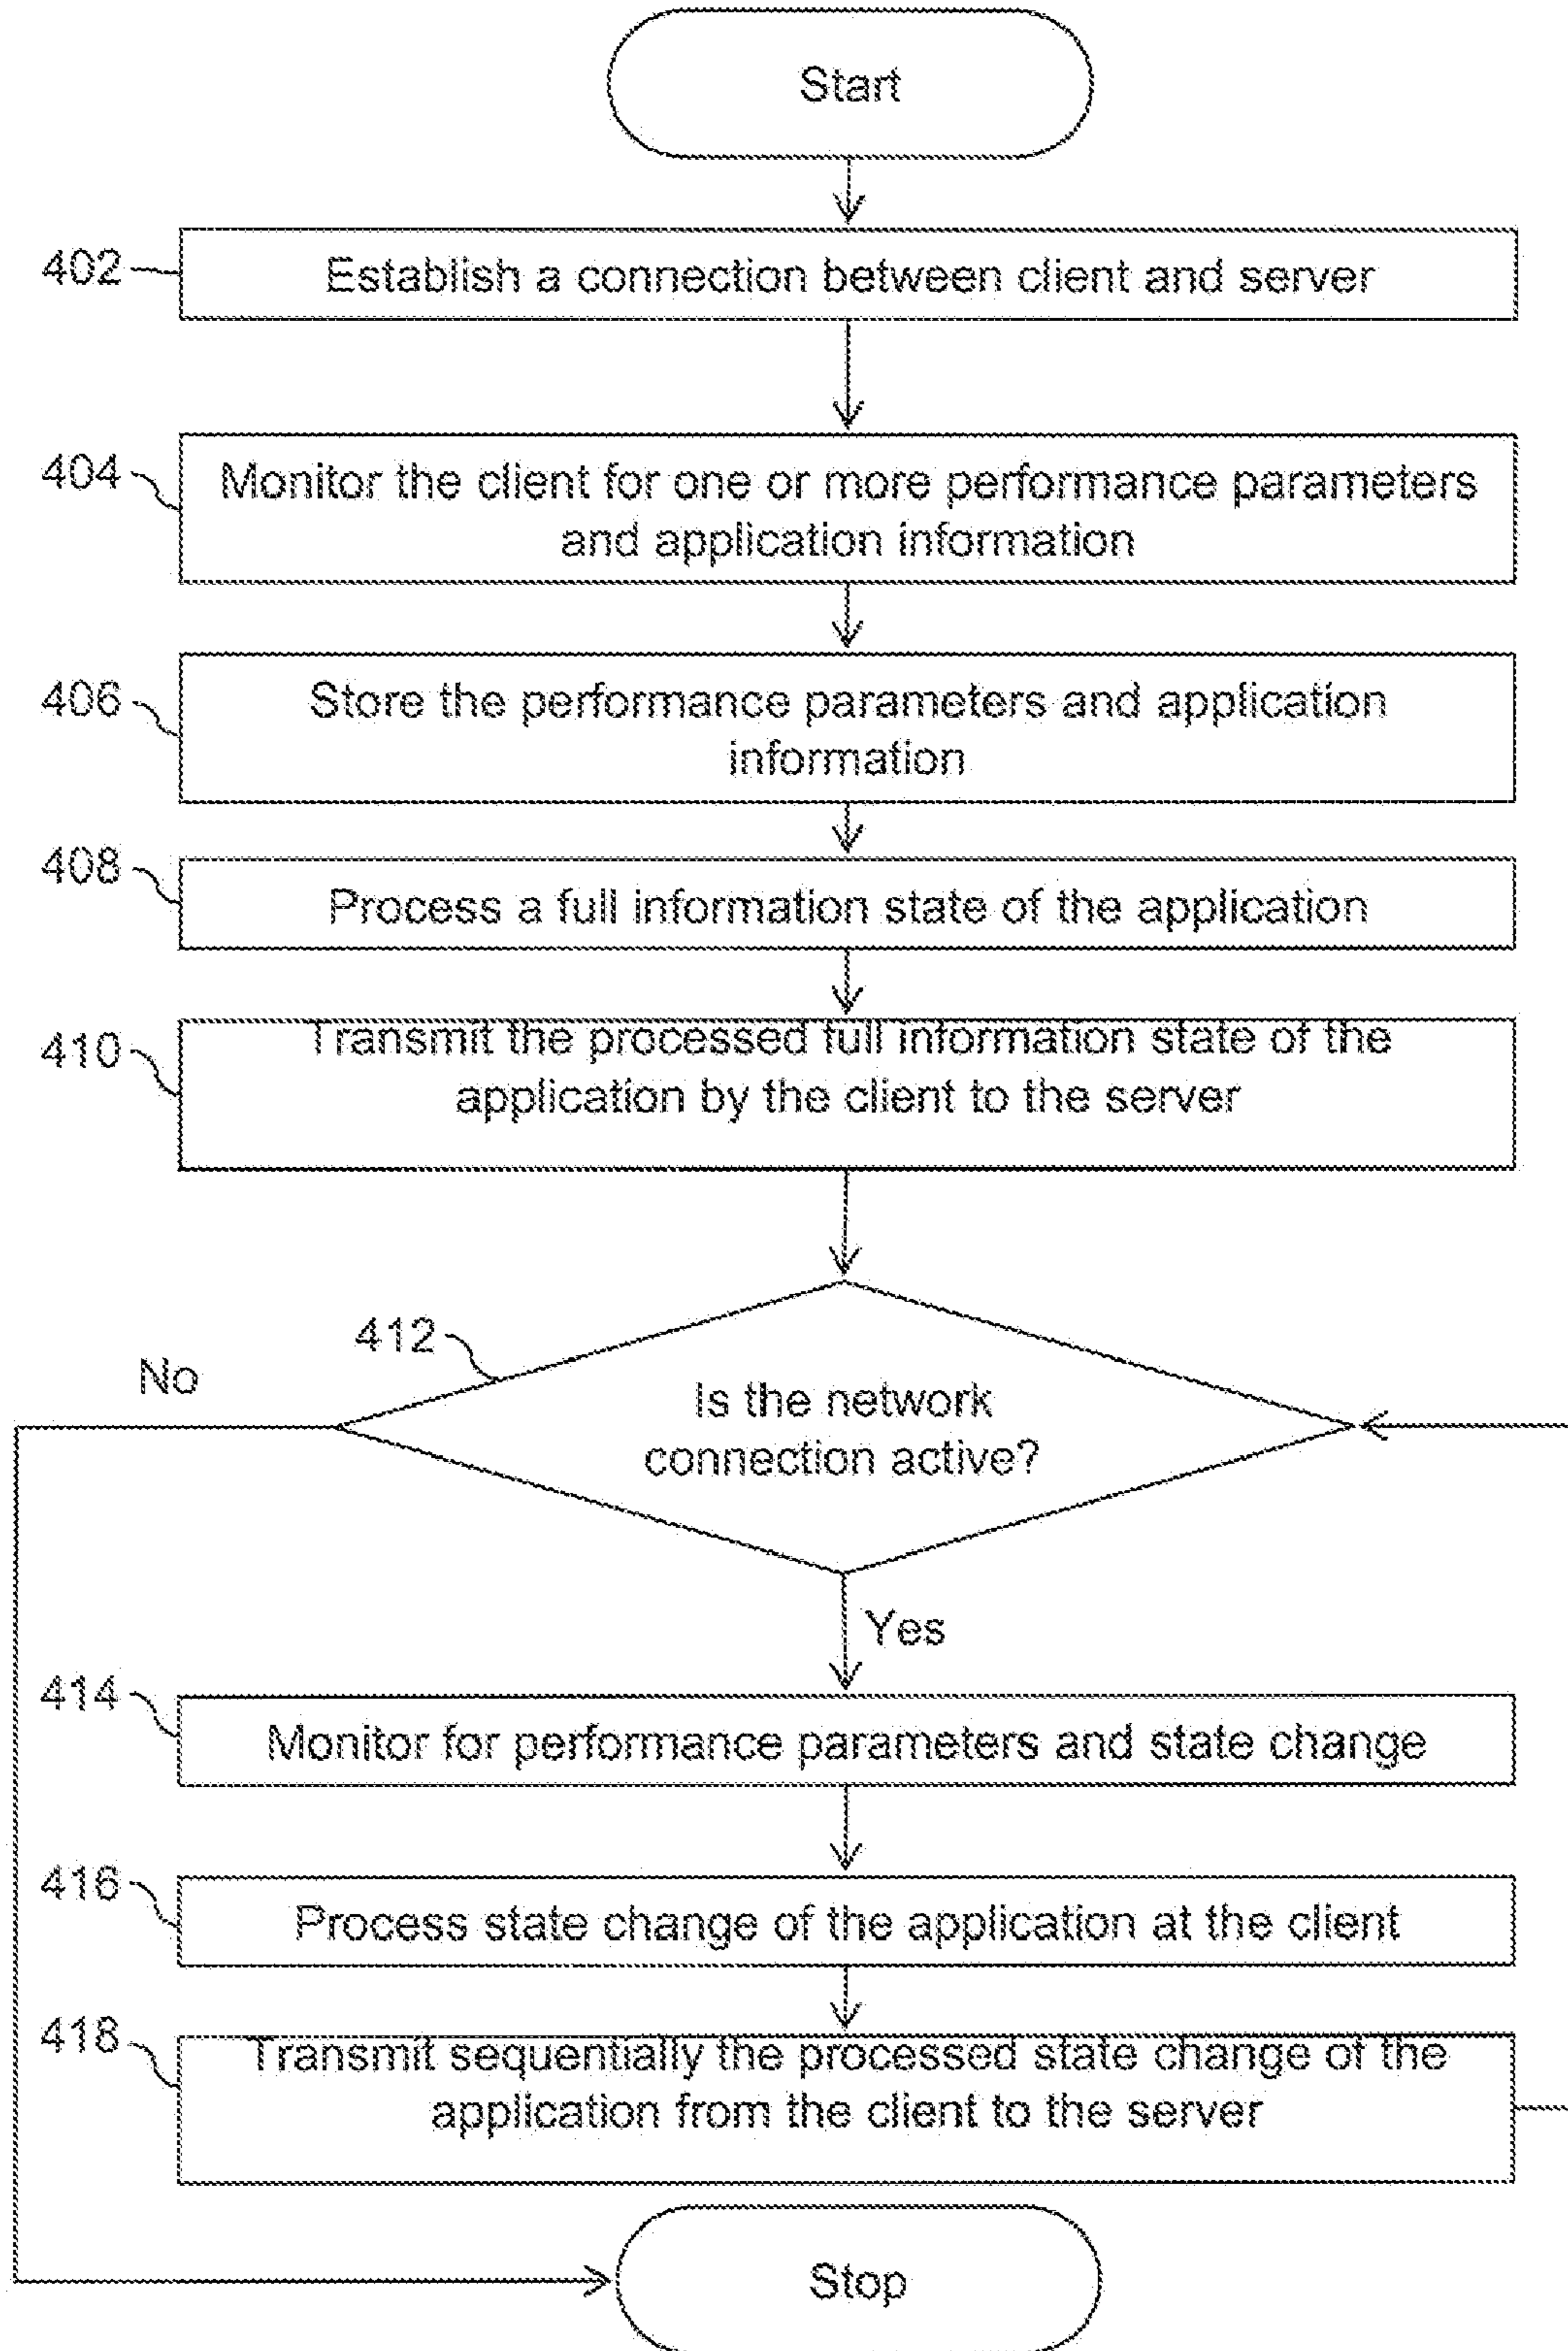 Start
402
Establish a connection between client and server
404
Monitor the client for one or more performance parameters
and application information
406
Store the performance parameters and application
information
408
Process a full information state of the application
410
Transmit the processed full information state of the
application by the client to the server
412
No
Is the network
connection active?
Yes
414
Monitor for performance parameters and state change
416
Process state change of the application at the client
418
Transmit sequentially the processed state change of the
application from the client to the server
Stop